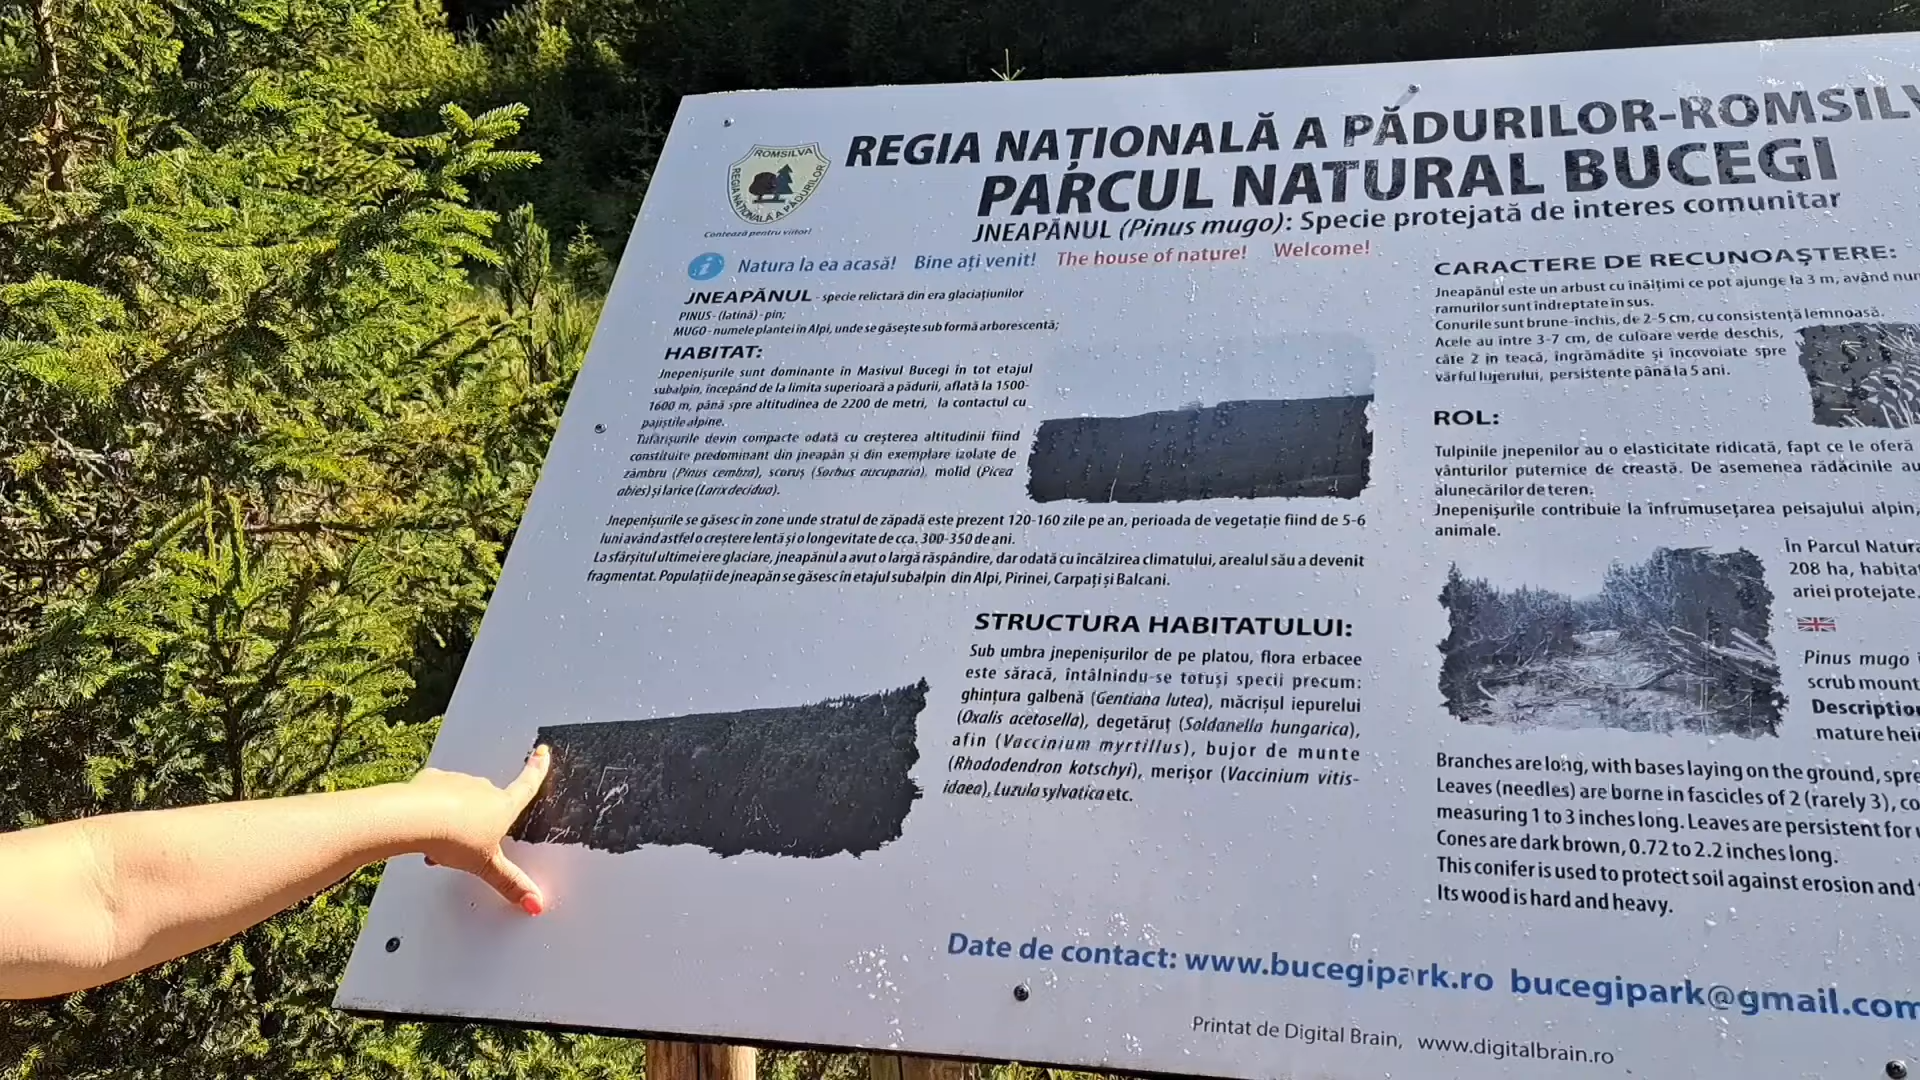 REGIA NAȚIONALĂ A PĂDURILOR-ROMSILV
PARCUL NATURAL BUCEGI
JNEAPĂNUL (Pinus mugo): Specie protejată de interes comunitar
ROMSILVA
REGIA NAȚIONALĂ A PĂDURILOR
Contează pentru viitor!
Natura la ea acasă! Bine ați venit! The house of nature! Welcome!
JNEAPĂNUL - specie relictară din era glaciațiunilor
PINUS - (latină) - pin;
MUGO - numele plantei în Alpi, unde se găsește sub formă arborescentă;
HABITAT:
Jnepenișurile sunt dominante în Masivul Bucegi în tot etajul
subalpin, începând de la limita superioară a pădurii, aflată la 1500-
1600 m, până spre altitudinea de 2200 de metri, la contactul cu
pajiștile alpine.
Tufărișurile devin compacte odată cu creșterea altitudinii fiind
constituite predominant din jneapăn și din exemplare izolate de
zâmbru (Pinus cembra), scoruș (Sorbus aucuparia), molid (Picea
abies) și larice (Larix decidua).
Jnepenișurile se găsesc în zone unde stratul de zăpadă este prezent 120-160 zile pe an, perioada de vegetație fiind de 5-6
luni având astfel o creștere lentă și o longevitate de cca. 300-350 de ani.
La sfârșitul ultimei ere glaciare, jneapănul a avut o largă răspândire, dar odată cu încălzirea climatului, arealul său a devenit
fragmentat. Populații de jneapăn se găsesc în etajul subalpin din Alpi, Pirinei, Carpați și Balcani.
STRUCTURA HABITATULUI:
Sub umbra jnepenișurilor de pe platou, flora erbacee
este săracă, întâlnindu-se totuși specii precum:
ghințura galbenă (Gentiana lutea), măcrișul iepurelui
(Oxalis acetosella), degetăruț (Soldanella hungarica),
afin (Vaccinium myrtillus), bujor de munte
(Rhododendron kotschyi), merișor (Vaccinium vitis-
idaea), Luzula sylvatica etc.
CARACTERE DE RECUNOAȘTERE:
Jneapănul este un arbust cu înălțimi ce pot ajunge la 3 m, având
ramurilor sunt îndreptate în sus.
Conurile sunt brune-închis, de 2-5 cm, cu consistență lemnoasă.
Acele au între 3-7 cm, de culoare verde deschis,
câte 2 în teacă, îngrămădite și încovoiate spre
vârful lujerului, persistente până la 5 ani.
ROL:
Tulpinile jnepenilor au o elasticitate ridicată, fapt ce le oferă
vânturilor puternice de creastă. De asemenea rădăcinile au
alunecărilor de teren.
Jnepenișurile contribuie la înfrumusețarea peisajului alpin,
animale.
În Parcul Natura
208 ha, habita
ariei protejate.
Pinus mugo
scrub mount
Description
mature hei
Branches are long, with bases laying on the ground, spre
Leaves (needles) are borne in fascicles of 2 (rarely 3), co
measuring 1 to 3 inches long. Leaves are persistent for
Cones are dark brown, 0.72 to 2.2 inches long.
This conifer is used to protect soil against erosion and
Its wood is hard and heavy.
Date de contact: www.bucegipark.ro bucegipark@gmail.com
Printat de Digital Brain, www.digitalbrain.ro